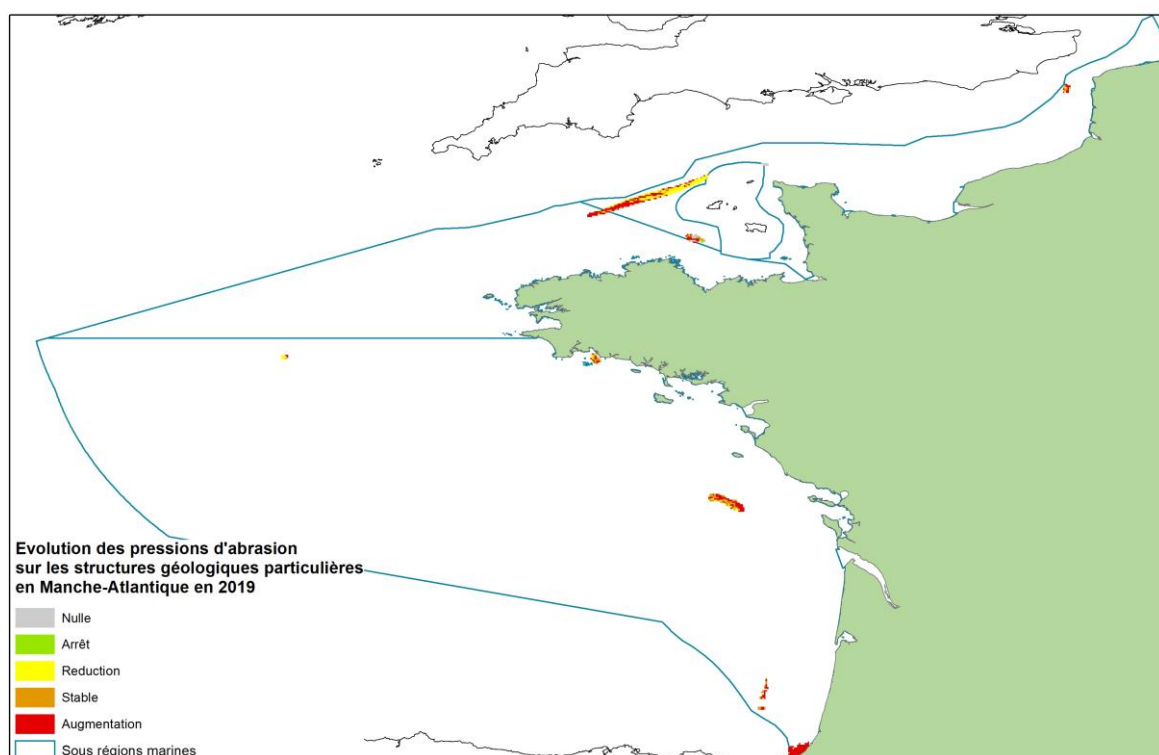 Evolution des pressions d'abrasion
sur les structures géologiques particulières
en Manche-Atlantique en 2019
Nulle
Arrêt
Reduction
Stable
Augmentation
Sous régions marines